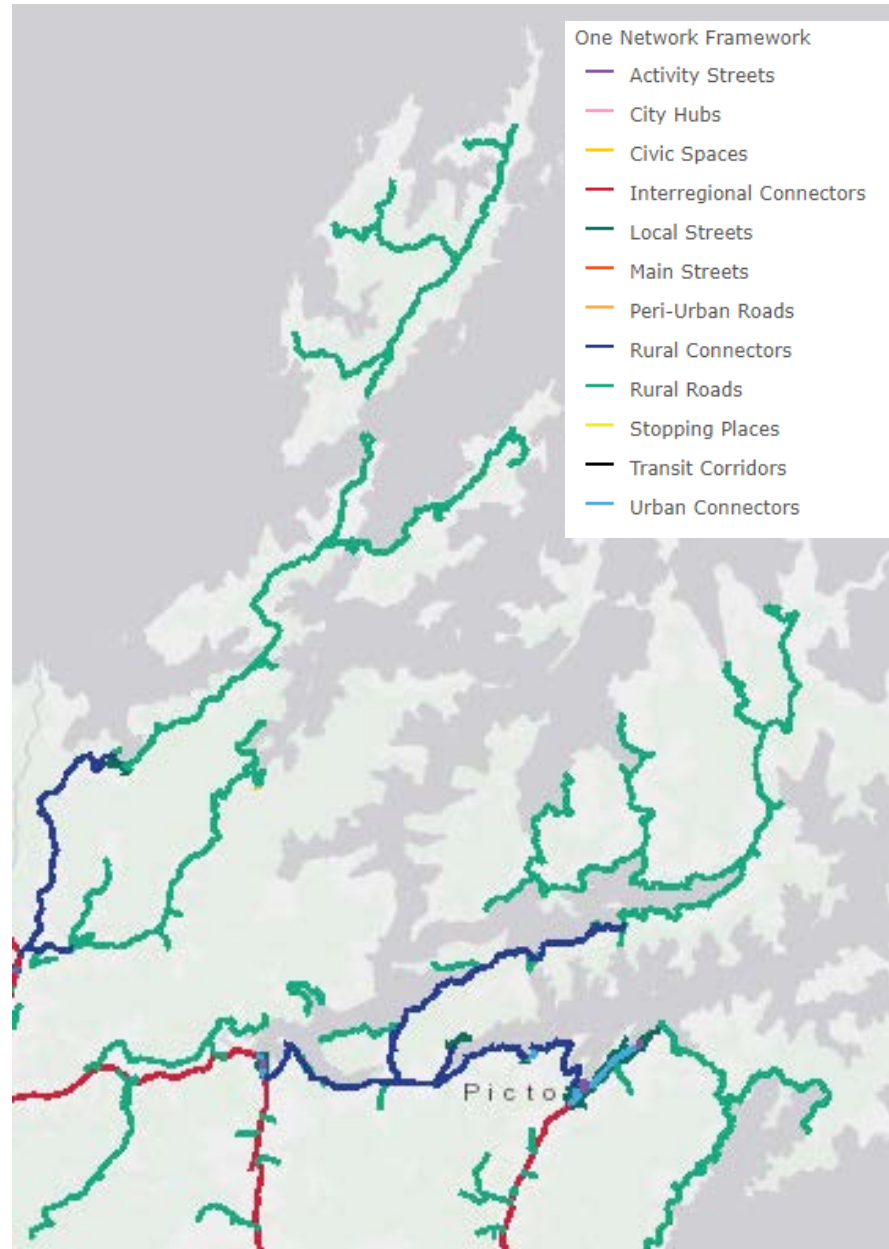 One Network Framework
Activity Streets
City Hubs
Civic Spaces
Interregional Connectors
Local Streets
Main Streets
Peri-Urban Roads
Rural Connectors
Rural Roads
Stopping Places
Transit Corridors
Urban Connectors
Picto